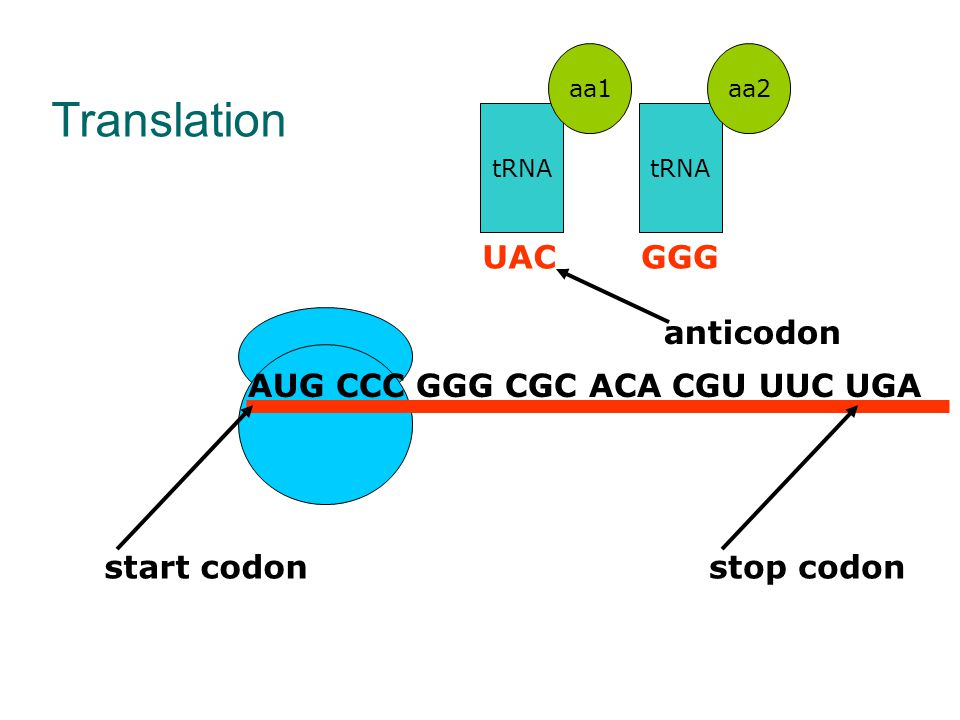 Translation
aa1 aa2
tRNA tRNA
UAC GGG
anticodon
AUG CCC GGG CGC ACA CGU UUC UGA
start codon stop codon